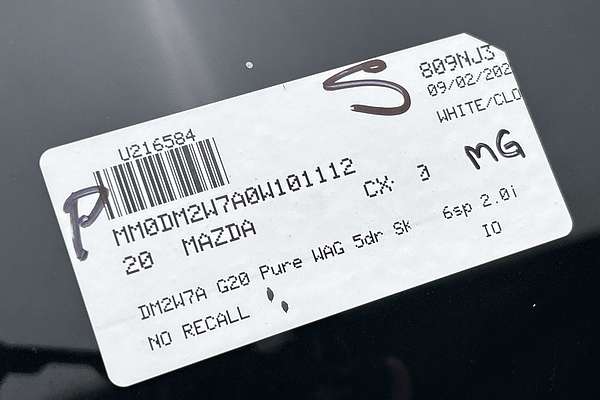 S
809NJ3
09/02/202
WHITE/CLO
U216584
MM0DM2W7A0W101112
CX- 3
MG
P
20 MAZDA
DM2W7A G20 Pure WAG 5dr SK 6sp 2.0i
NO RECALL
IO